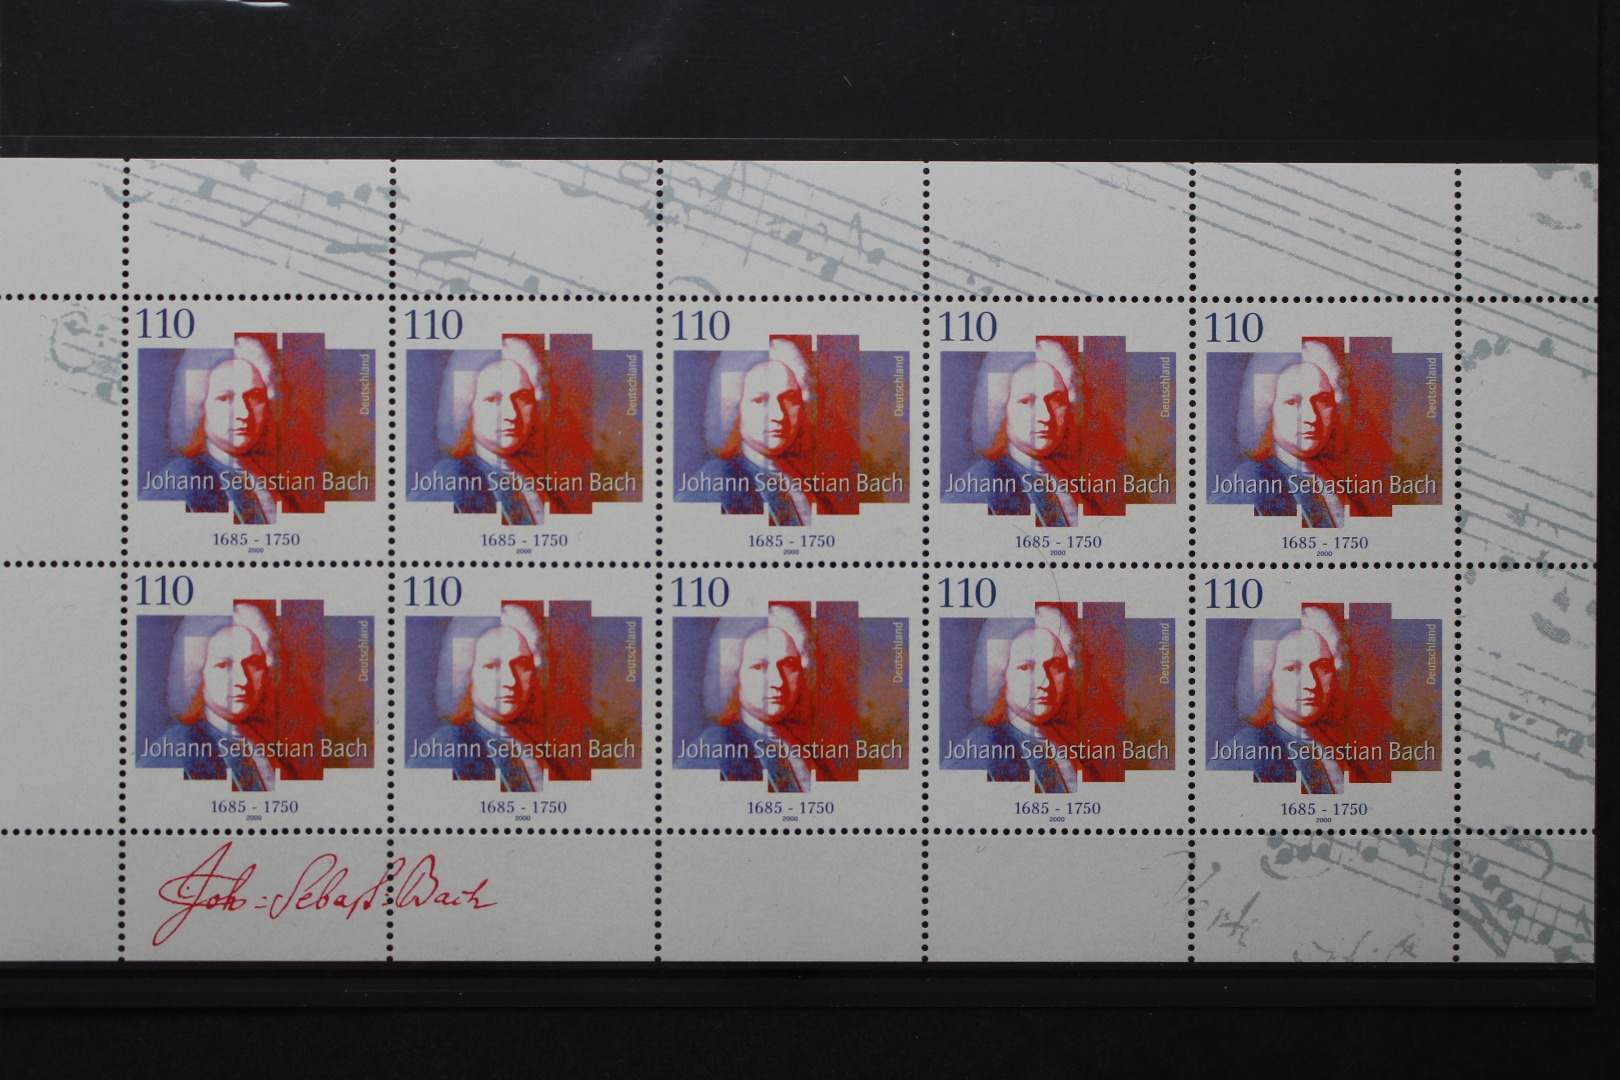 110 110 110 110 110
Deutschland Deutschland Deutschland Deutschland Deutschland
Johann Sebastian Bach Johann Sebastian Bach Johann Sebastian Bach Johann Sebastian Bach Johann Sebastian Bach
1685 - 1750 1685 - 1750 1685 - 1750 1685 - 1750 1685 - 1750
2000 2000 2000 2000 2000
110 110 110 110 110
Deutschland Deutschland Deutschland Deutschland Deutschland
Johann Sebastian Bach Johann Sebastian Bach Johann Sebastian Bach Johann Sebastian Bach Johann Sebastian Bach
1685 - 1750 1685 - 1750 1685 - 1750 1685 - 1750 1685 - 1750
2000 2000 2000 2000 2000
Joh: Sebast: Bach